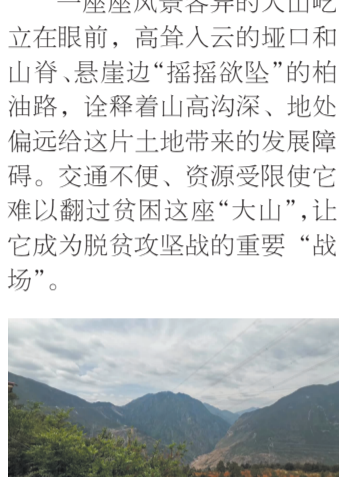 一座座风景各异的大山屹
立在眼前，高耸入云的垭口和
山脊、悬崖边“摇摇欲坠”的柏
油路，诠释着山高沟深、地处
偏远给这片土地带来的发展障
碍。交通不便、资源受限使它
难以翻过贫困这座“大山”，让
它成为脱贫攻坚战的重要“战
场”。